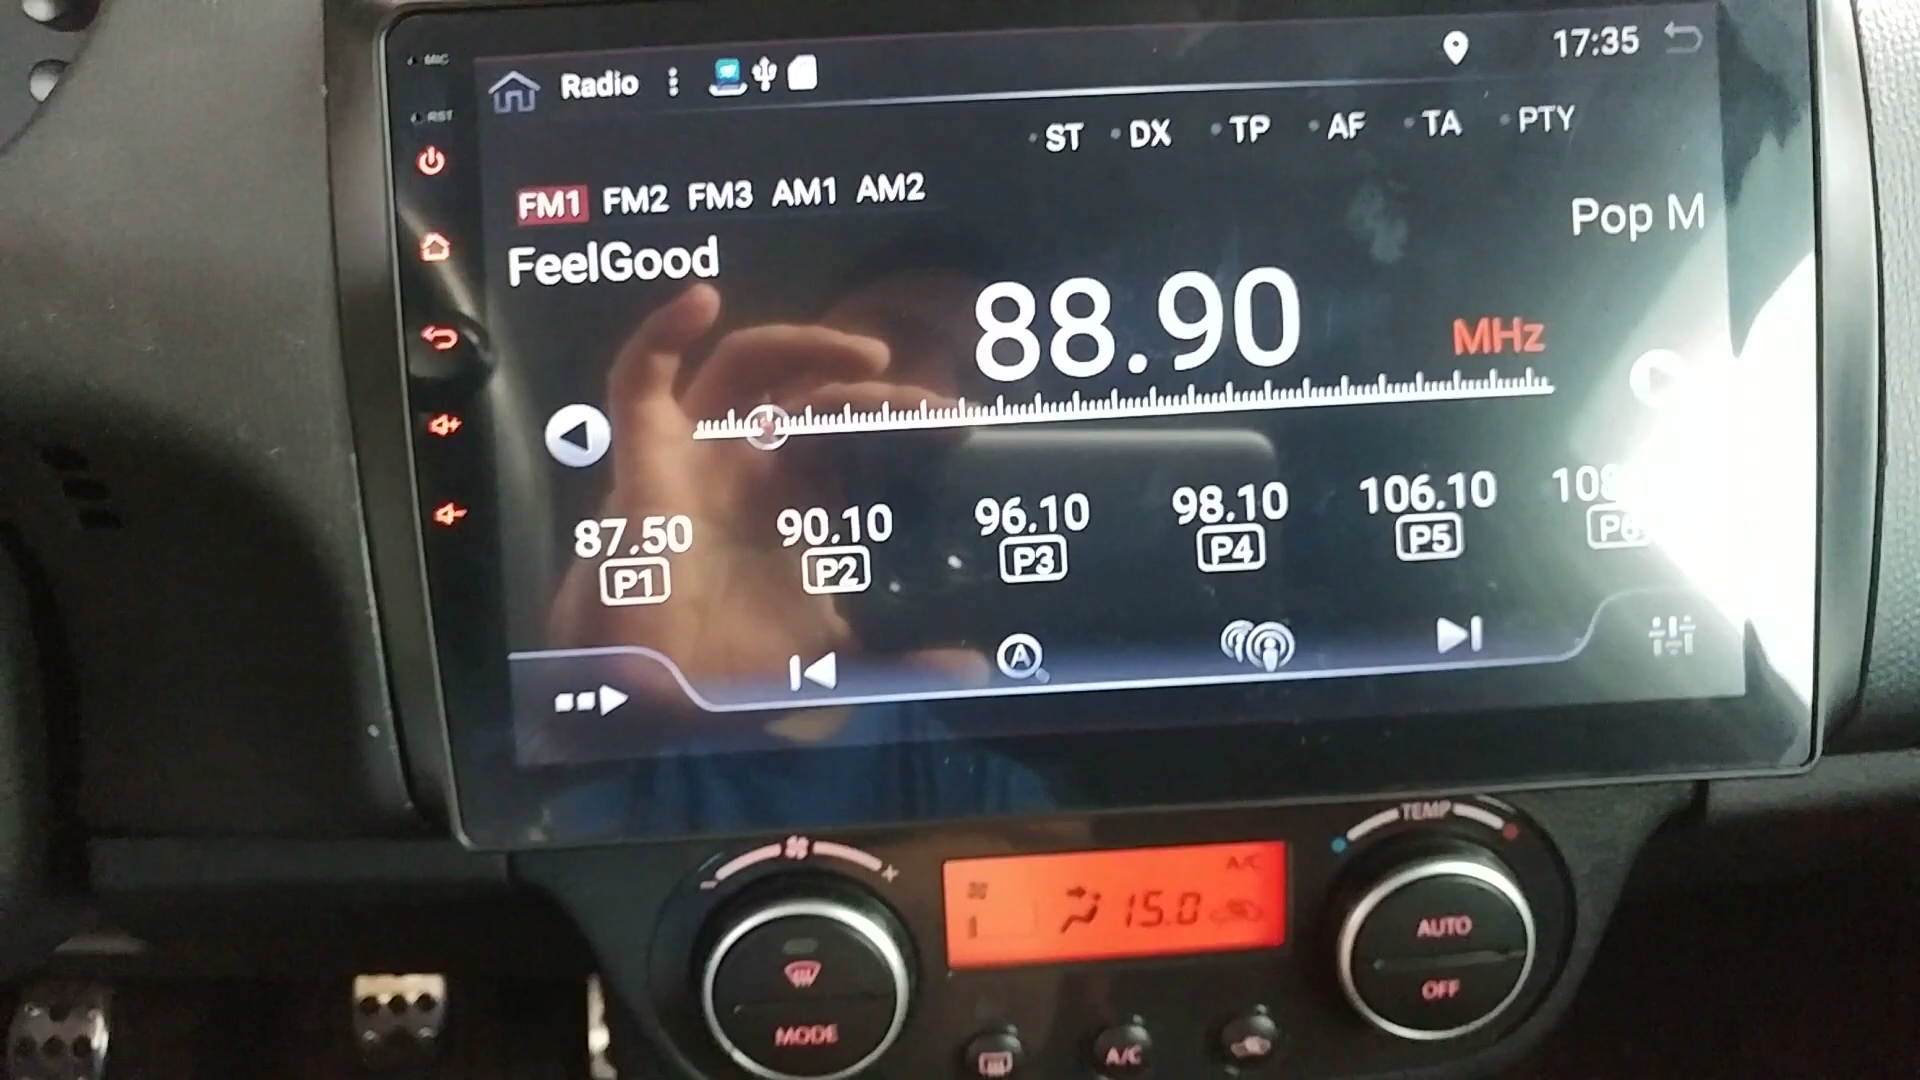 MIC
Radio
17:35
RST
ST DX TP AF TA PTY
FM1 FM2 FM3 AM1 AM2
Pop M
FeelGood
88.90
MHz
87.50 90.10 96.10 98.10 106.10
P1 P2 P3 P4 P5 P6
A
TEMP
A/C
15.0
AUTO
OFF
MODE
A/C